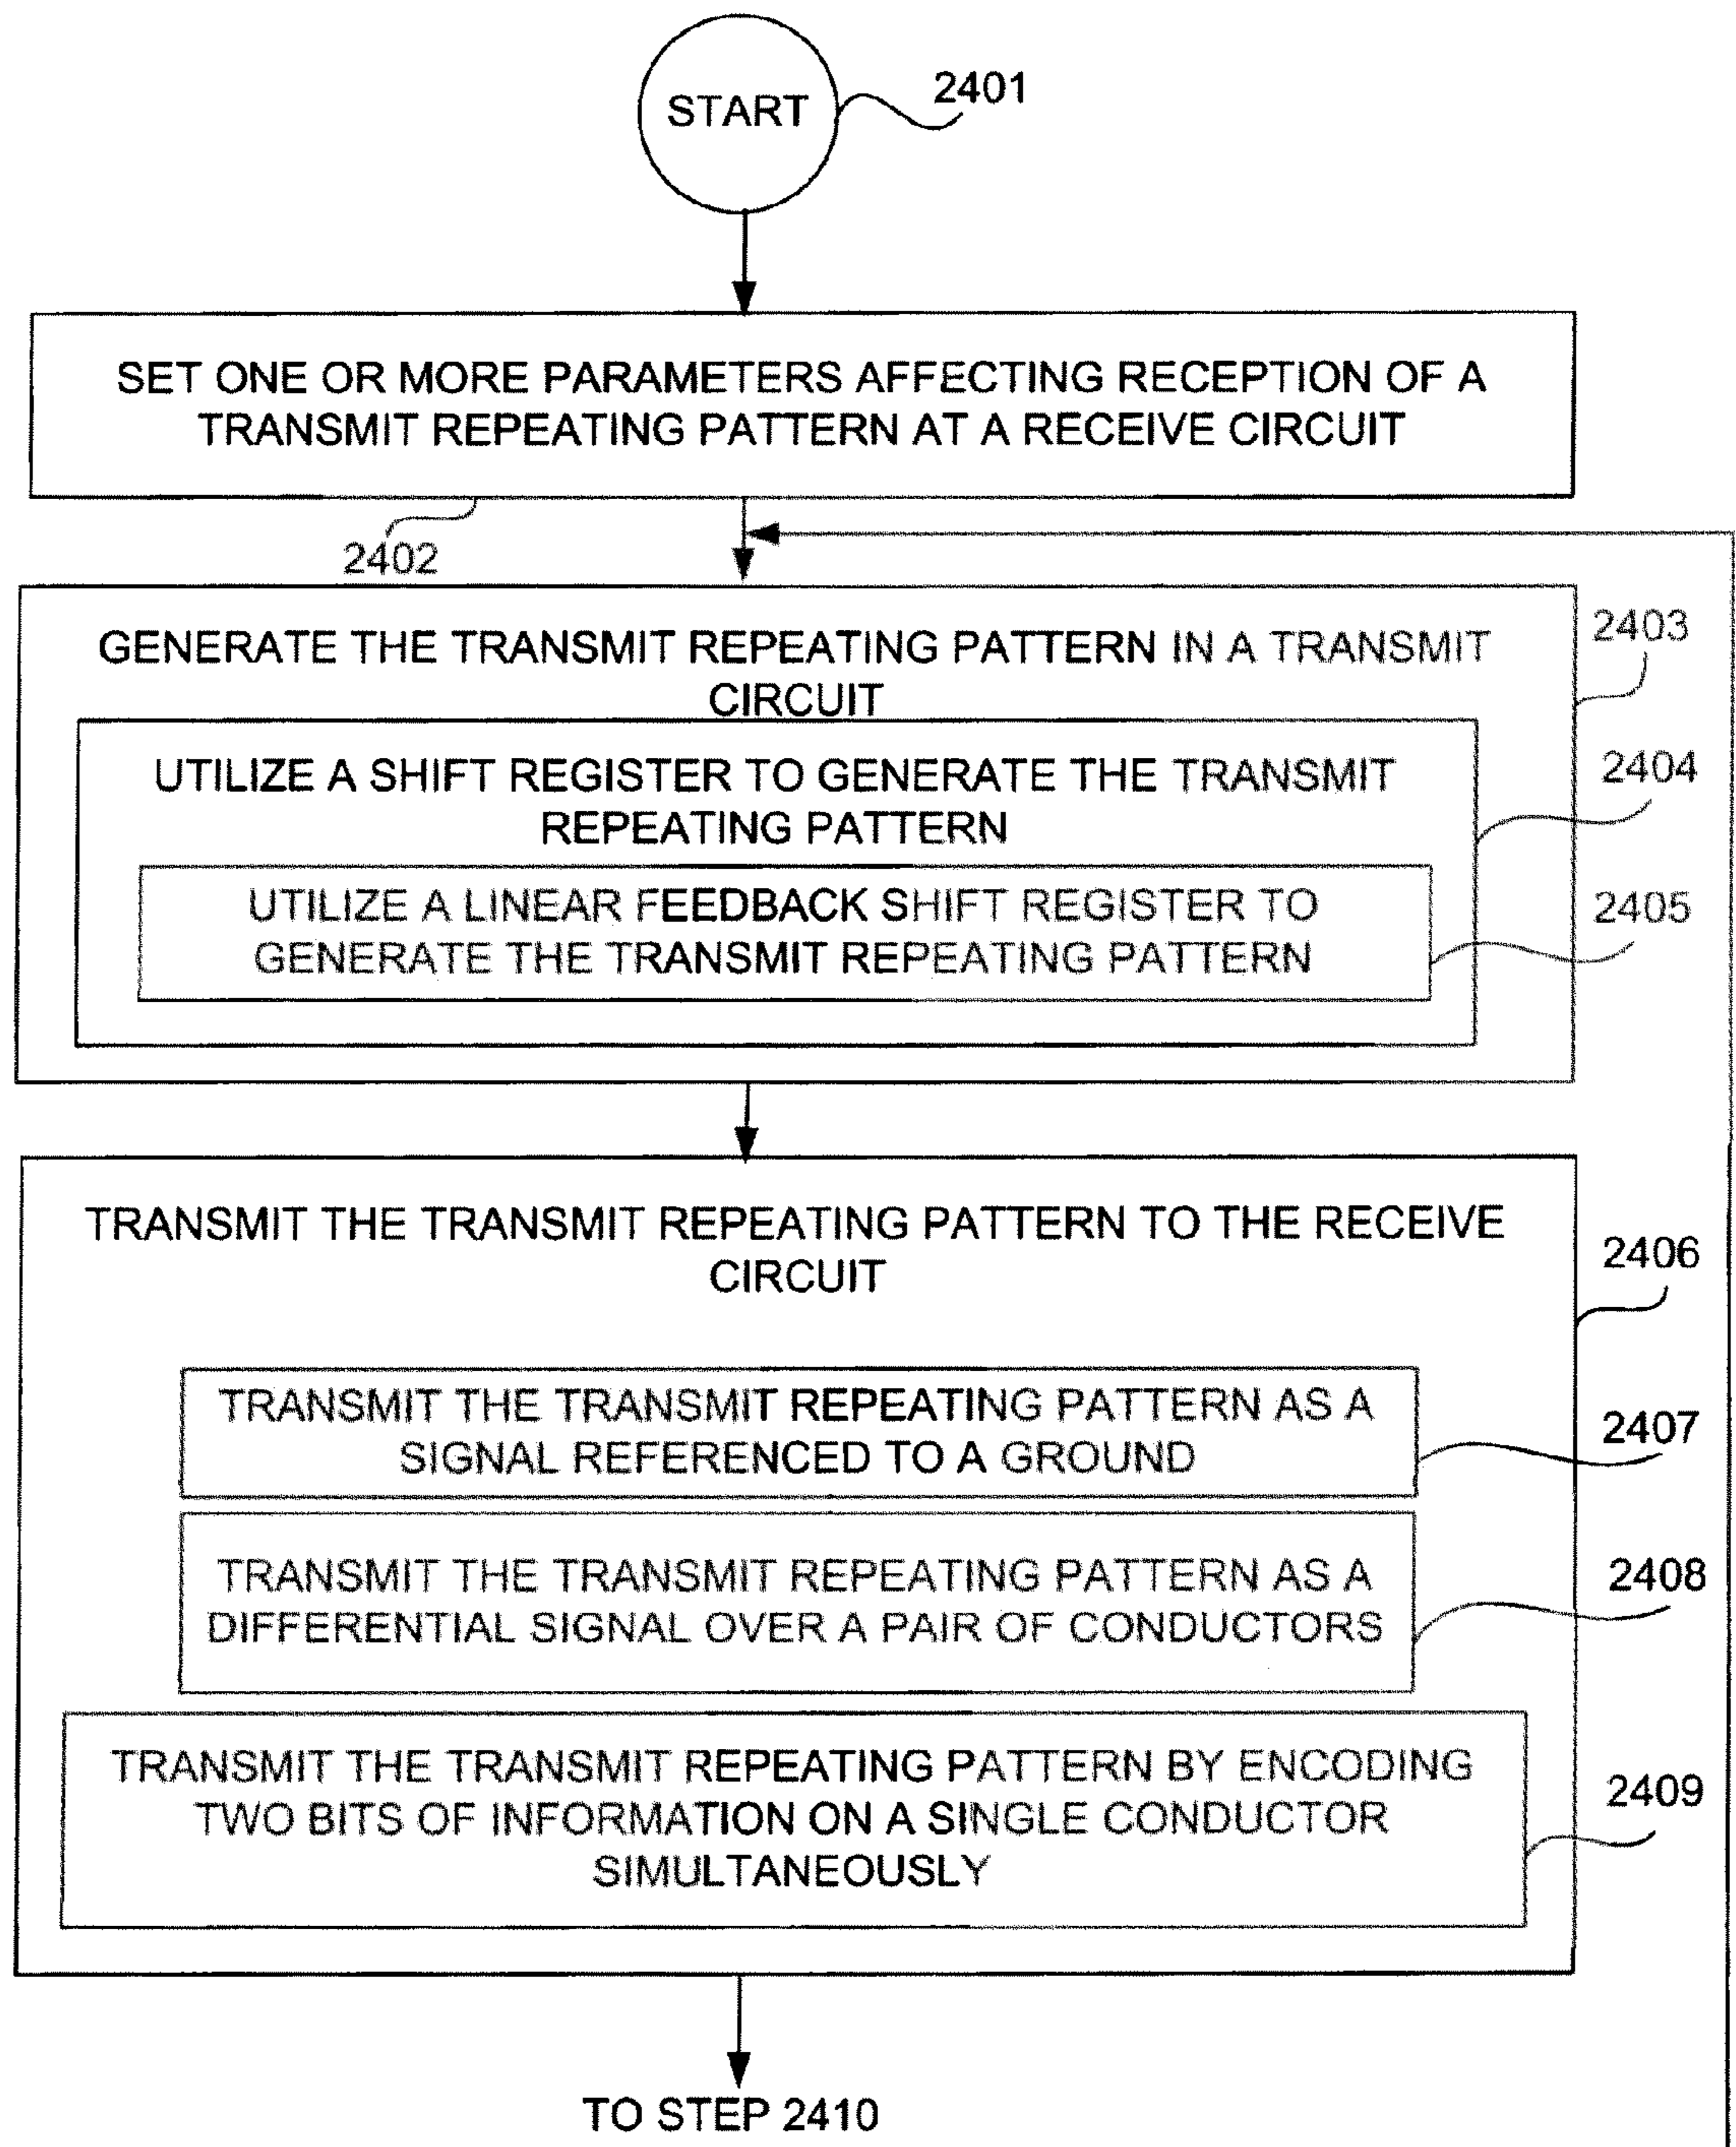 START
2401
SET ONE OR MORE PARAMETERS AFFECTING RECEPTION OF A
TRANSMIT REPEATING PATTERN AT A RECEIVE CIRCUIT
2402
GENERATE THE TRANSMIT REPEATING PATTERN IN A TRANSMIT
CIRCUIT
2403
UTILIZE A SHIFT REGISTER TO GENERATE THE TRANSMIT
REPEATING PATTERN
2404
UTILIZE A LINEAR FEEDBACK SHIFT REGISTER TO
GENERATE THE TRANSMIT REPEATING PATTERN
2405
TRANSMIT THE TRANSMIT REPEATING PATTERN TO THE RECEIVE
CIRCUIT
2406
TRANSMIT THE TRANSMIT REPEATING PATTERN AS A
SIGNAL REFERENCED TO A GROUND
2407
TRANSMIT THE TRANSMIT REPEATING PATTERN AS A
DIFFERENTIAL SIGNAL OVER A PAIR OF CONDUCTORS
2408
TRANSMIT THE TRANSMIT REPEATING PATTERN BY ENCODING
TWO BITS OF INFORMATION ON A SINGLE CONDUCTOR
SIMULTANEOUSLY
2409
TO STEP 2410